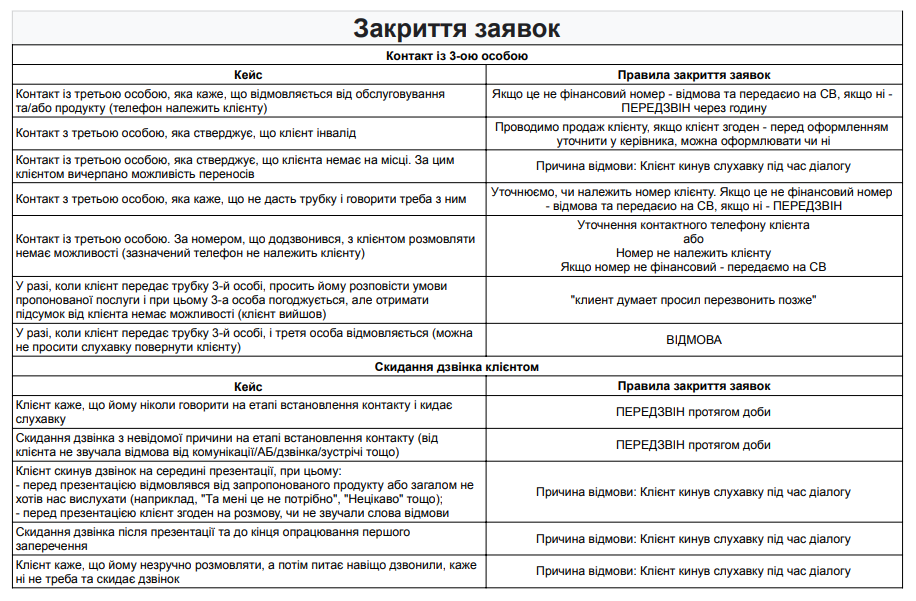 Закриття заявок
Контакт із 3-ою особою
Кейс
Правила закриття заявок
Контакт із третьою особою, яка каже, що відмовляється від обслуговування
та/або продукту (телефон належить клієнту)
Якщо це не фінансовий номер - відмова та передаєио на СВ, якщо ні -
ПЕРЕДЗВІН через годину
Контакт з третьою особою, яка стверджує, що клієнт інвалід
Проводимо продаж клієнту, якщо клієнт згоден - перед оформленням
уточнити у керівника, можна оформлювати чи ні
Контакт із третьою особою, яка стверджує, що клієнта немає на місці. За цим
клієнтом вичерпано можливість переносів
Причина відмови: Клієнт кинув слухавку під час діалогу
Контакт з третьою особою, яка каже, що не дасть трубку і говорити треба з ним
Уточнюємо, чи належить номер клієнту. Якщо це не фінансовий номер
- відмова та передаєио на СВ, якщо ні - ПЕРЕДЗВІН
Контакт із третьою особою. За номером, що додзвонився, з клієнтом розмовляти
немає можливості (зазначений телефон не належить клієнту)
Уточнення контактного телефону клієнта
або
Номер не належить клієнту
Якщо номер не фінансовий - передаємо на СВ
У разі, коли клієнт передає трубку 3-й особі, просить йому розповісти умови
пропонованої послуги і при цьому 3-а особа погоджується, але отримати
підсумок від клієнта немає можливості (клієнт вийшов)
"клиент думает просил перезвонить позже"
У разі, коли клієнт передає трубку 3-й особі, і третя особа відмовляється (можна
не просити слухавку повернути клієнту)
ВІДМОВА
Скидання дзвінка клієнтом
Кейс
Правила закриття заявок
Клієнт каже, що йому ніколи говорити на етапі встановлення контакту і кидає
слухавку
ПЕРЕДЗВІН протягом доби
Скидання дзвінка з невідомої причини на етапі встановлення контакту (від
клієнта не звучала відмова від комунікації/АБ/дзвінка/зустрічі тощо)
ПЕРЕДЗВІН протягом доби
Клієнт скинув дзвінок на середині презентації, при цьому:
- перед презентацією відмовлявся від запропонованого продукту або загалом не
хотів нас вислухати (наприклад, "Та мені це не потрібно", "Нецікаво" тощо);
- перед презентацією клієнт згоден на розмову, чи не звучали слова відмови
Причина відмови: Клієнт кинув слухавку під час діалогу
Скидання дзвінка після презентації та до кінця опрацювання першого
заперечення
Причина відмови: Клієнт кинув слухавку під час діалогу
Клієнт каже, що йому незручно розмовляти, а потім питає навіщо дзвонили, каже
ні не треба та скидає дзвінок
Причина відмови: Клієнт кинув слухавку під час діалогу